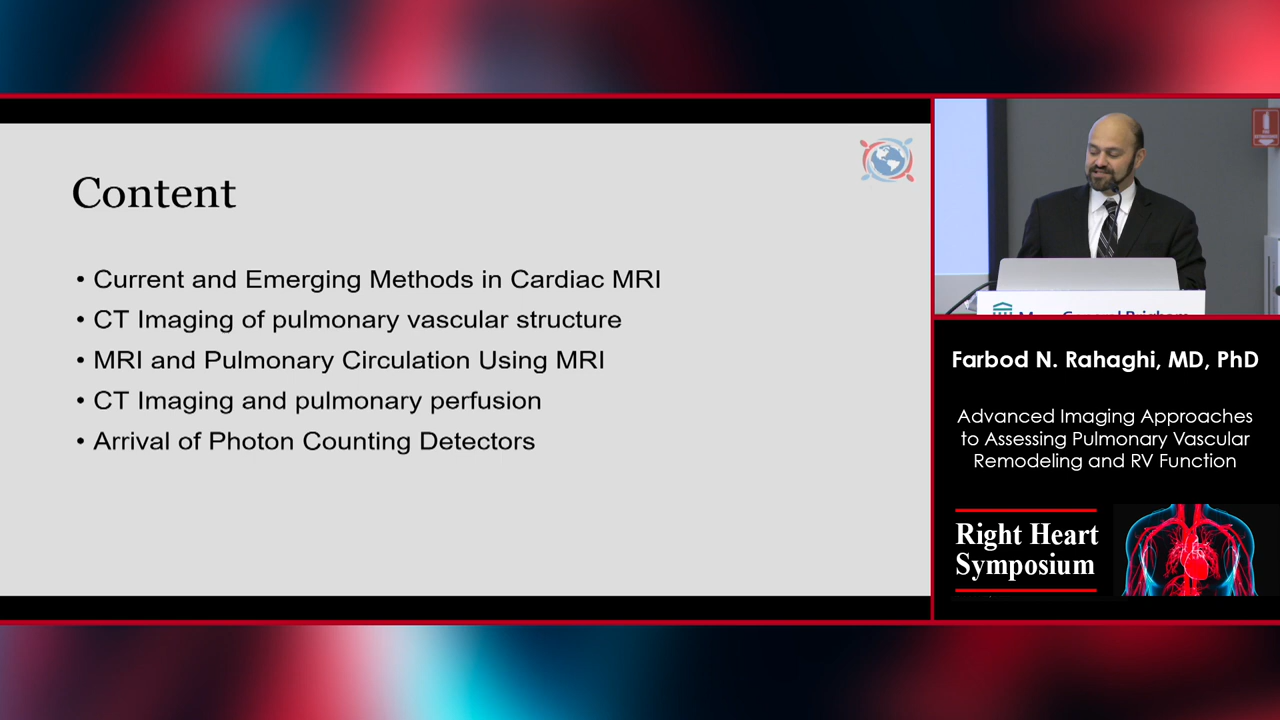 Content
• Current and Emerging Methods in Cardiac MRI
• CT Imaging of pulmonary vascular structure
• MRI and Pulmonary Circulation Using MRI
• CT Imaging and pulmonary perfusion
• Arrival of Photon Counting Detectors
Farbod N. Rahaghi, MD, PhD
Advanced Imaging Approaches
to Assessing Pulmonary Vascular
Remodeling and RV Function
Right Heart
Symposium